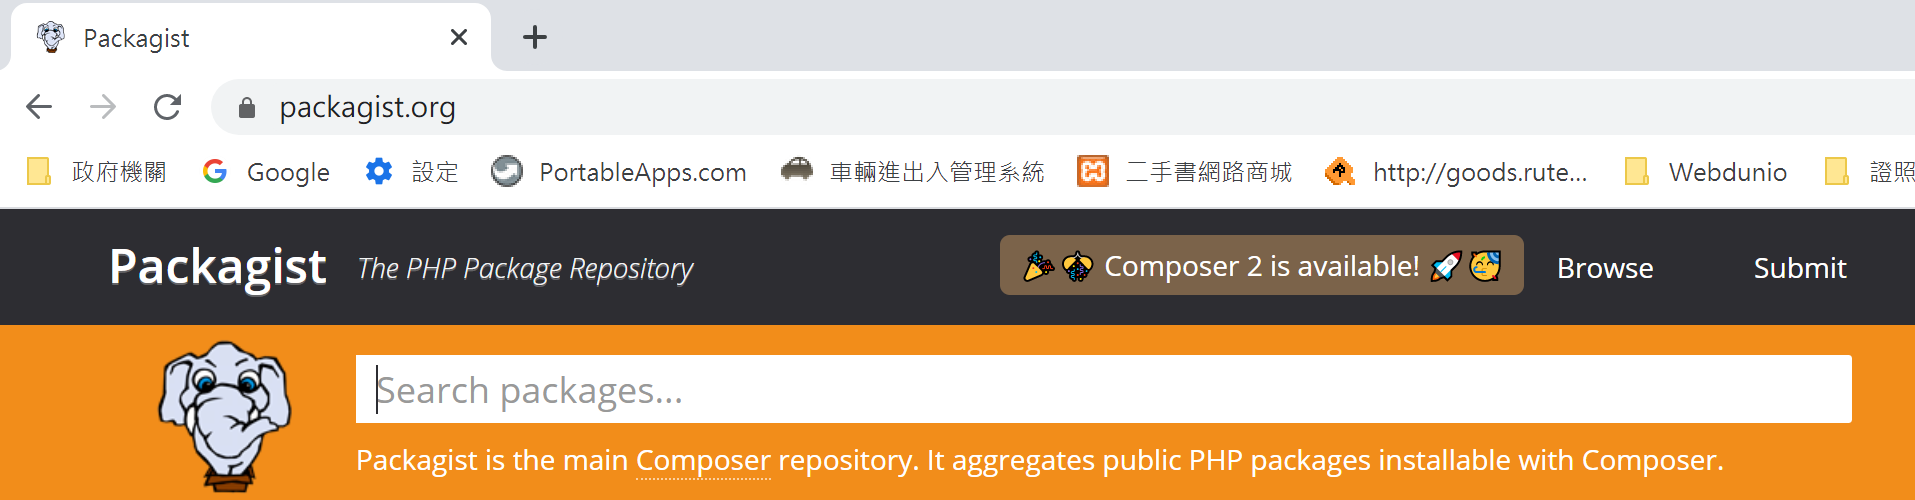 Packagist
packagist.org
政府機關 Google 設定 PortableApps.com 車輛進出入管理系統 二手書網路商城 http://goods.rute... Webdunio 證照
Packagist The PHP Package Repository Composer 2 is available! Browse Submit
Search packages...
Packagist is the main Composer repository. It aggregates public PHP packages installable with Composer.